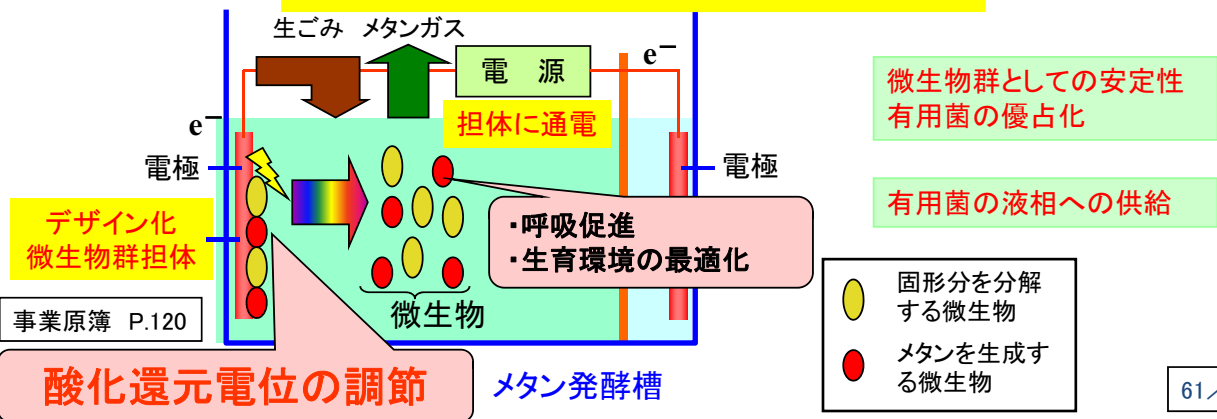 生ごみ メタンガス
電 源
e⁻
担体に通電
e⁻
電極
電極
デザイン化
微生物群担体
・呼吸促進
・生育環境の最適化
微生物
事業原簿 P.120
酸化還元電位の調節
メタン発酵槽
微生物群としての安定性
有用菌の優占化
有用菌の液相への供給
固形分を分解
する微生物
メタンを生成す
る微生物
61/